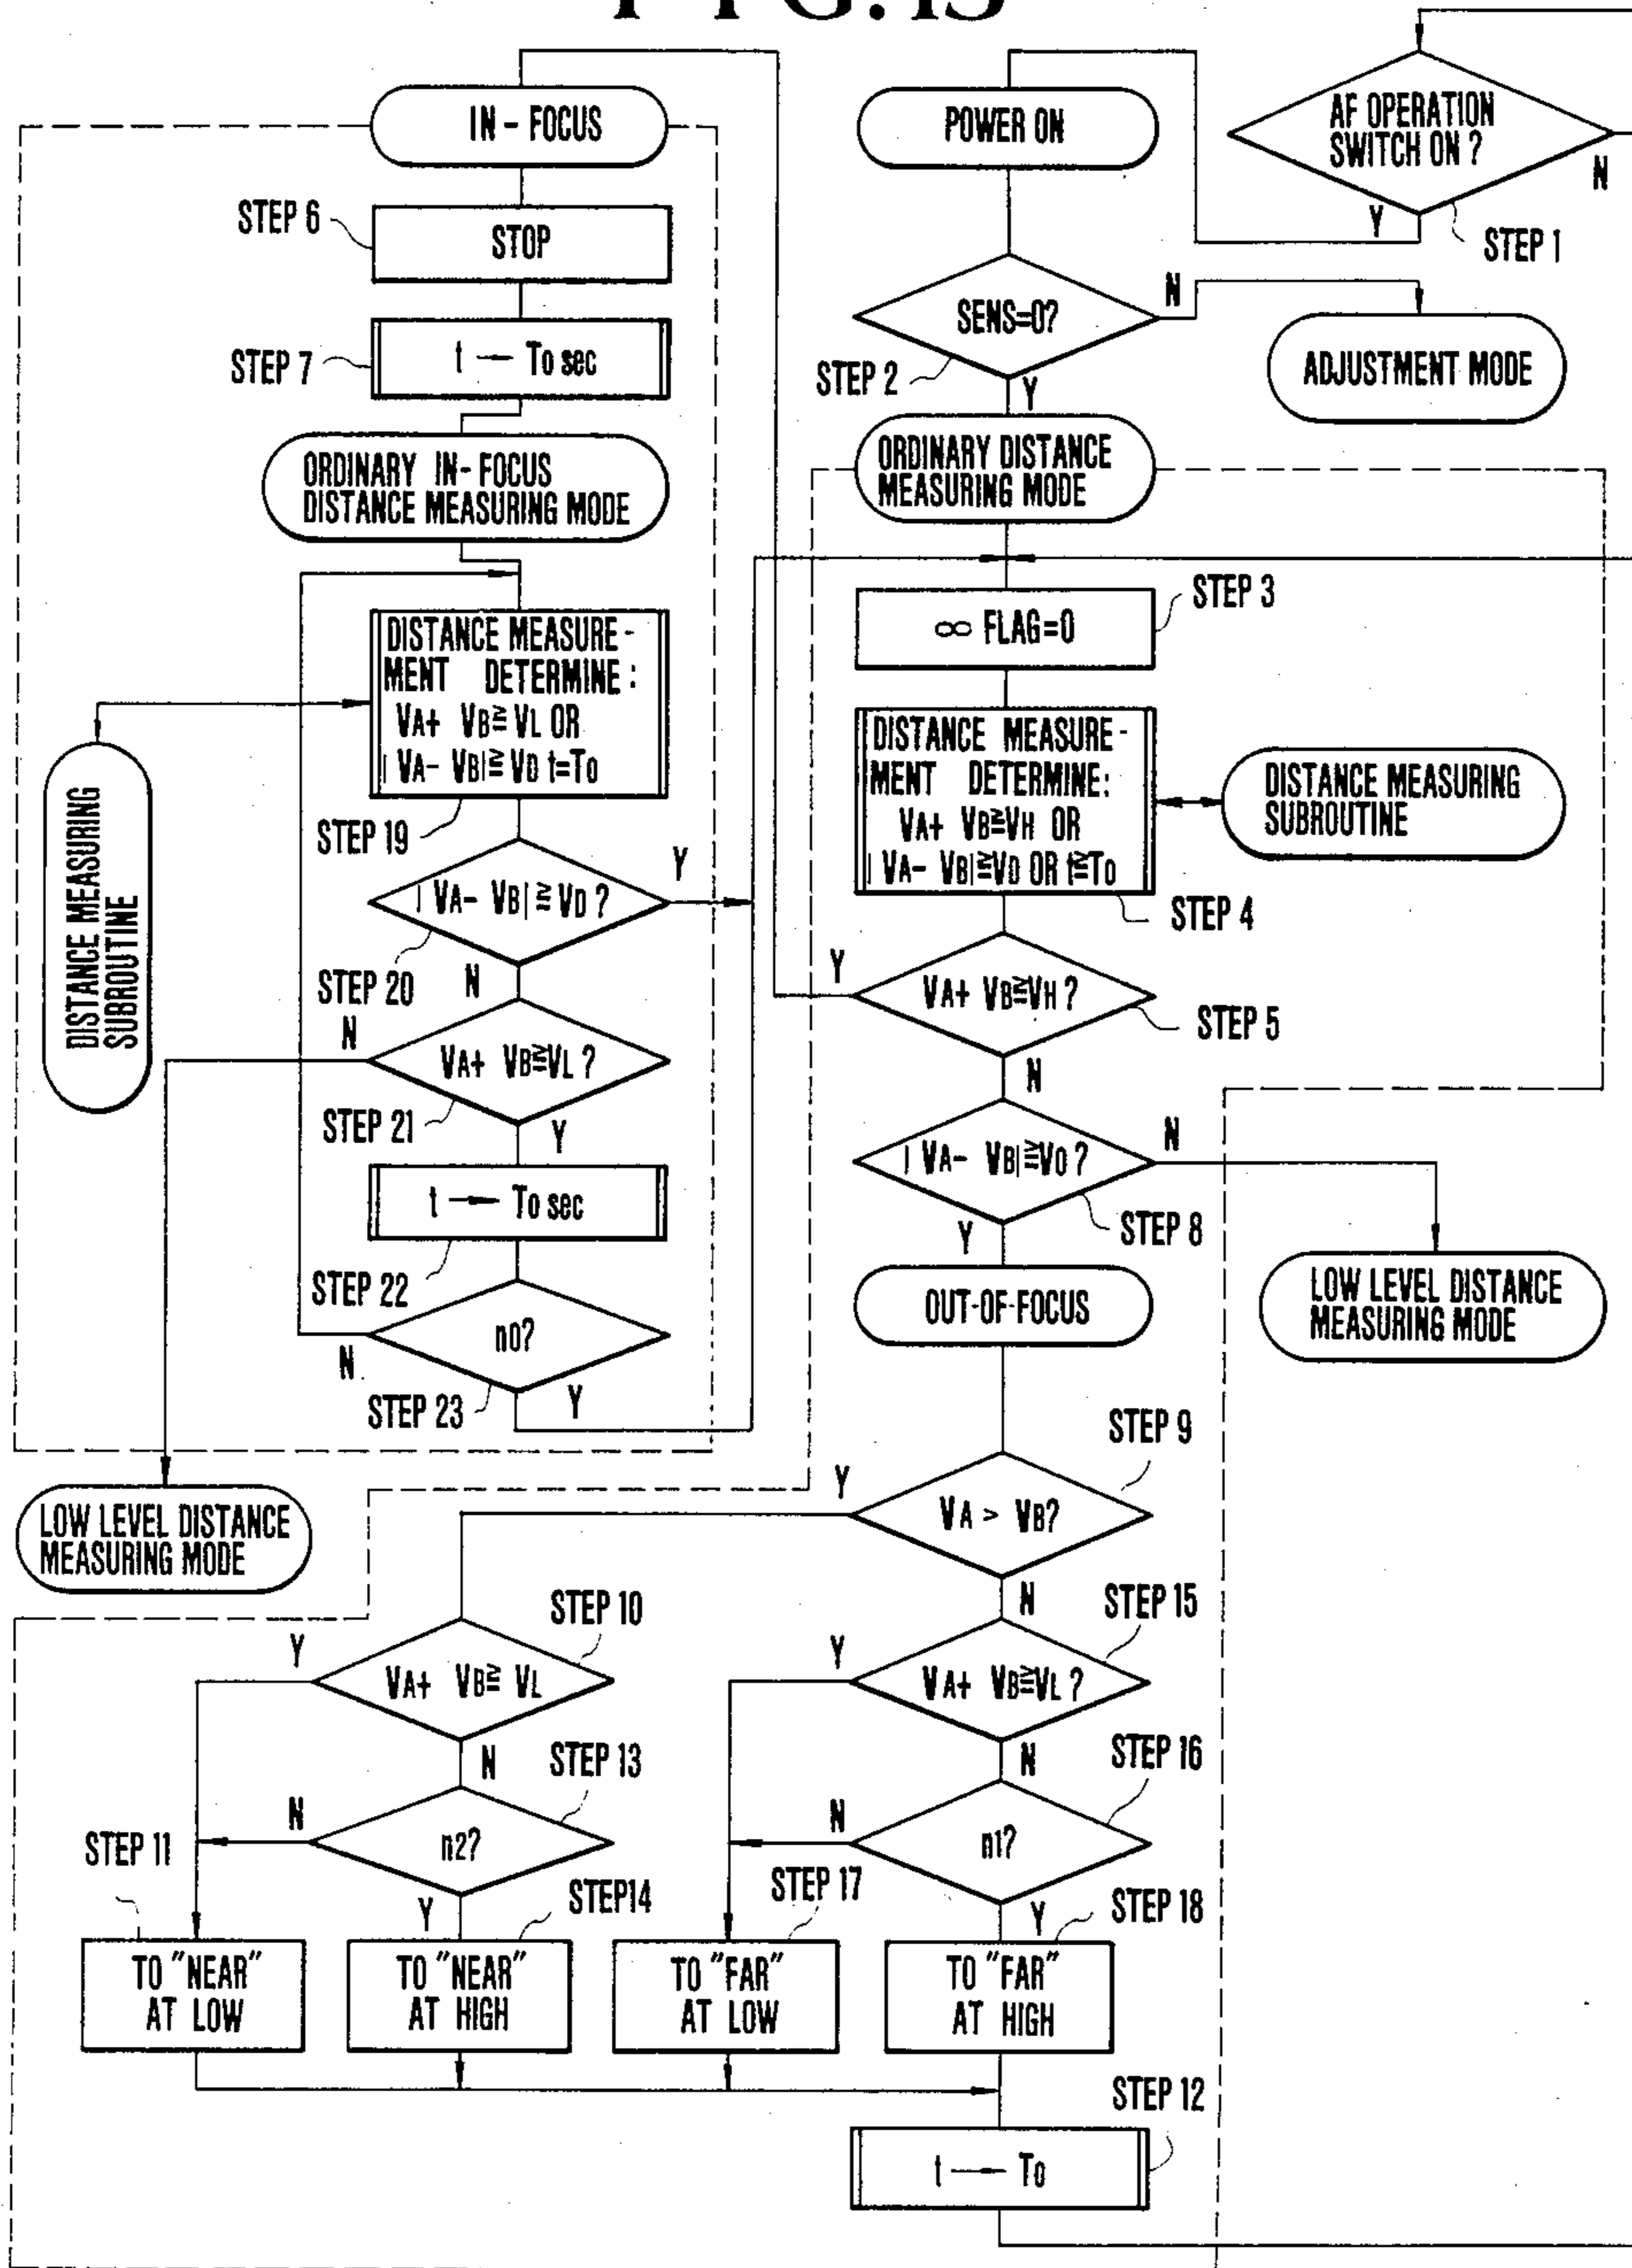 FIG. 13
IN-FOCUS
STEP 6
STOP
STEP 7
t — To sec
ORDINARY IN-FOCUS
DISTANCE MEASURING MODE
DISTANCE MEASURE-
MENT DETERMINE:
VA+ VB≧VL OR
|VA- VB|≧VD t=To
STEP 19
DISTANCE MEASURING
SUBROUTINE
|VA- VB|≧VD ?
Y
STEP 20
N
N
VA+ VB≧VL ?
STEP 21
Y
t → To sec
STEP 22
n0?
N
STEP 23
Y
LOW LEVEL DISTANCE
MEASURING MODE
POWER ON
AF OPERATION
SWITCH ON ?
N
Y
STEP 1
SENS=0?
N
STEP 2
Y
ADJUSTMENT MODE
ORDINARY DISTANCE
MEASURING MODE
STEP 3
∞ FLAG=0
DISTANCE MEASURE-
MENT DETERMINE:
VA+ VB≧VH OR
|VA- VB|≧VD OR t≧To
DISTANCE MEASURING
SUBROUTINE
STEP 4
Y
VA+ VB≧VH ?
STEP 5
N
|VA- VB|≧VO ?
N
Y
STEP 8
OUT-OF-FOCUS
LOW LEVEL DISTANCE
MEASURING MODE
STEP 9
Y
VA > VB?
N
STEP 10
STEP 15
Y
VA+ VB≧ VL
Y
VA+ VB≧VL ?
N
STEP 13
N
STEP 16
N
n2?
N
n1?
STEP 11
Y
STEP14
STEP 17
Y
STEP 18
TO "NEAR"
AT LOW
TO "NEAR"
AT HIGH
TO "FAR"
AT LOW
TO "FAR"
AT HIGH
STEP 12
t → To